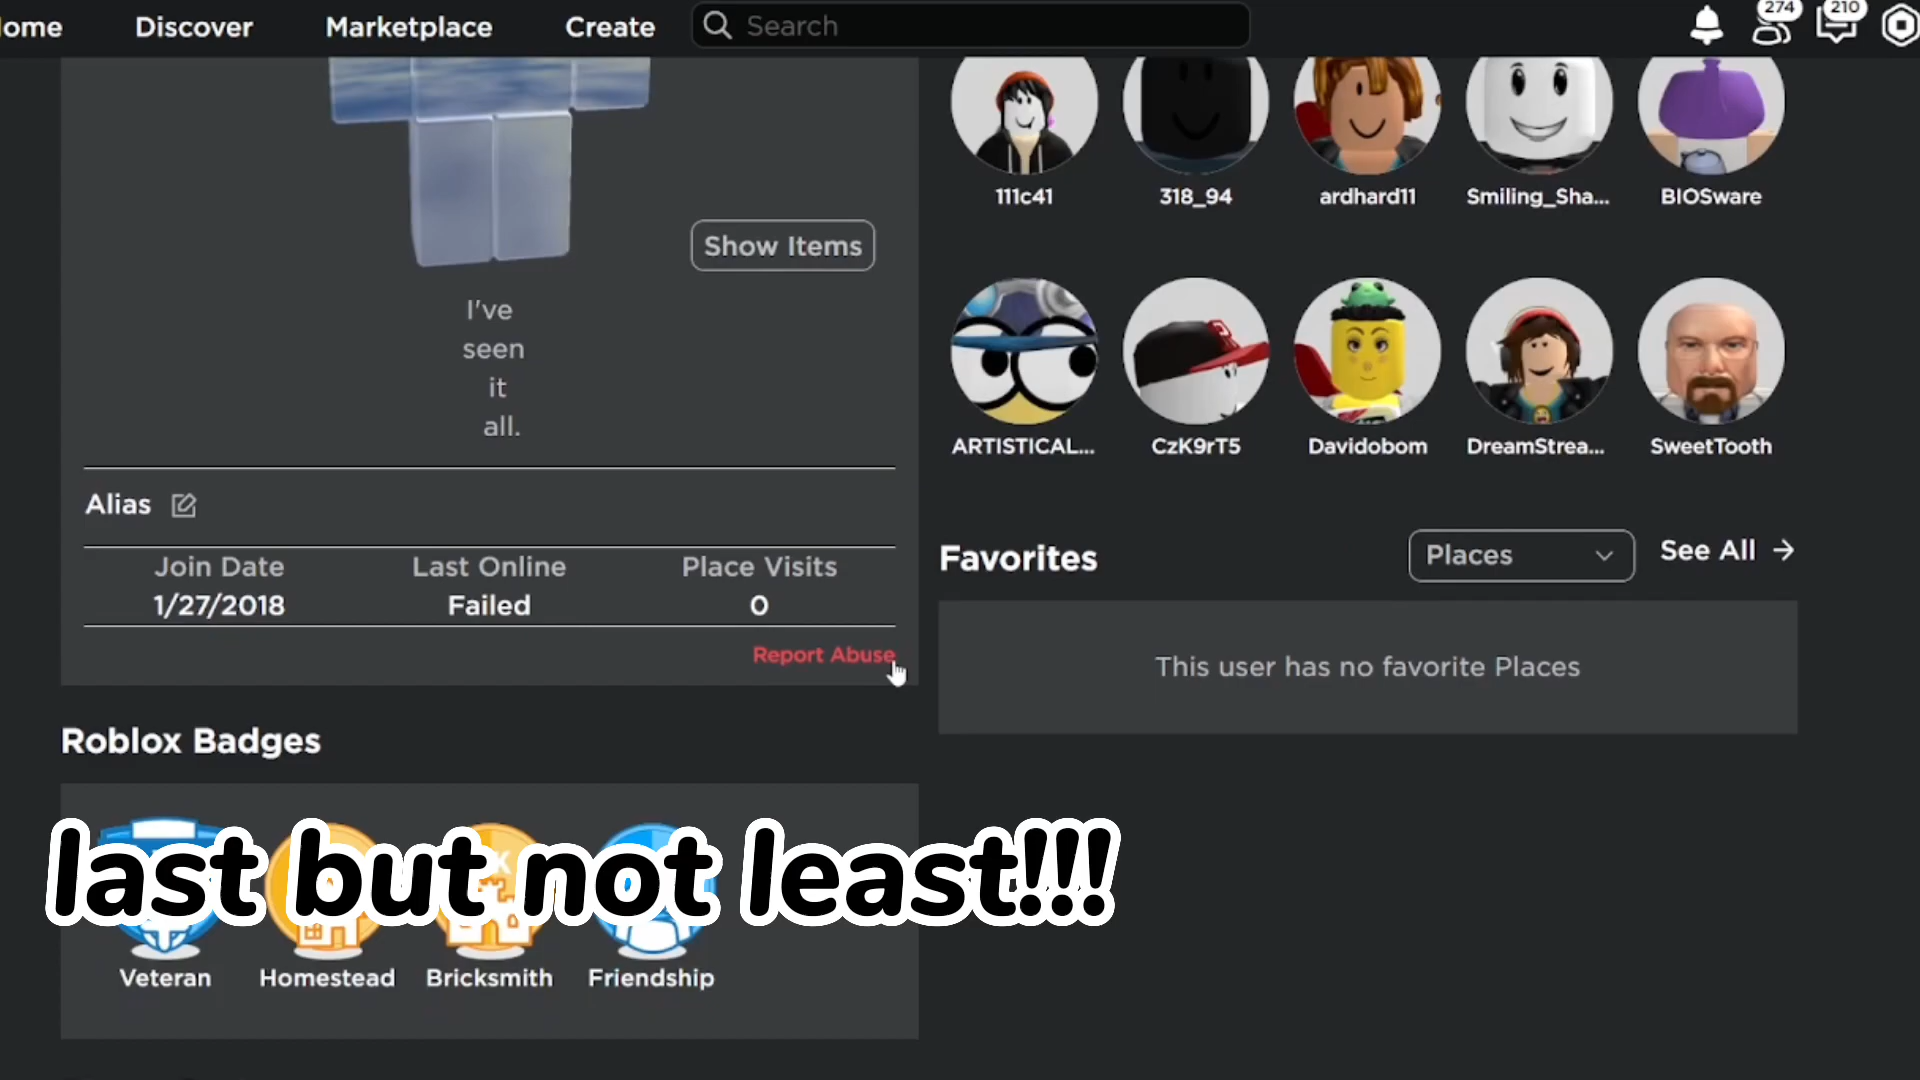 Home Discover Marketplace Create Search 274 210
111c41 318_94 ardhard11 Smiling_Sha... BIOSware
Show Items
I've
seen
it
all.
ARTISTICAL... CzK9rT5 Davidobom DreamStrea... SweetTooth
Alias
Join Date Last Online Place Visits
1/27/2018 Failed 0
Report Abuse
Favorites Places See All
This user has no favorite Places
Roblox Badges
last but not least!!!
Veteran Homestead Bricksmith Friendship